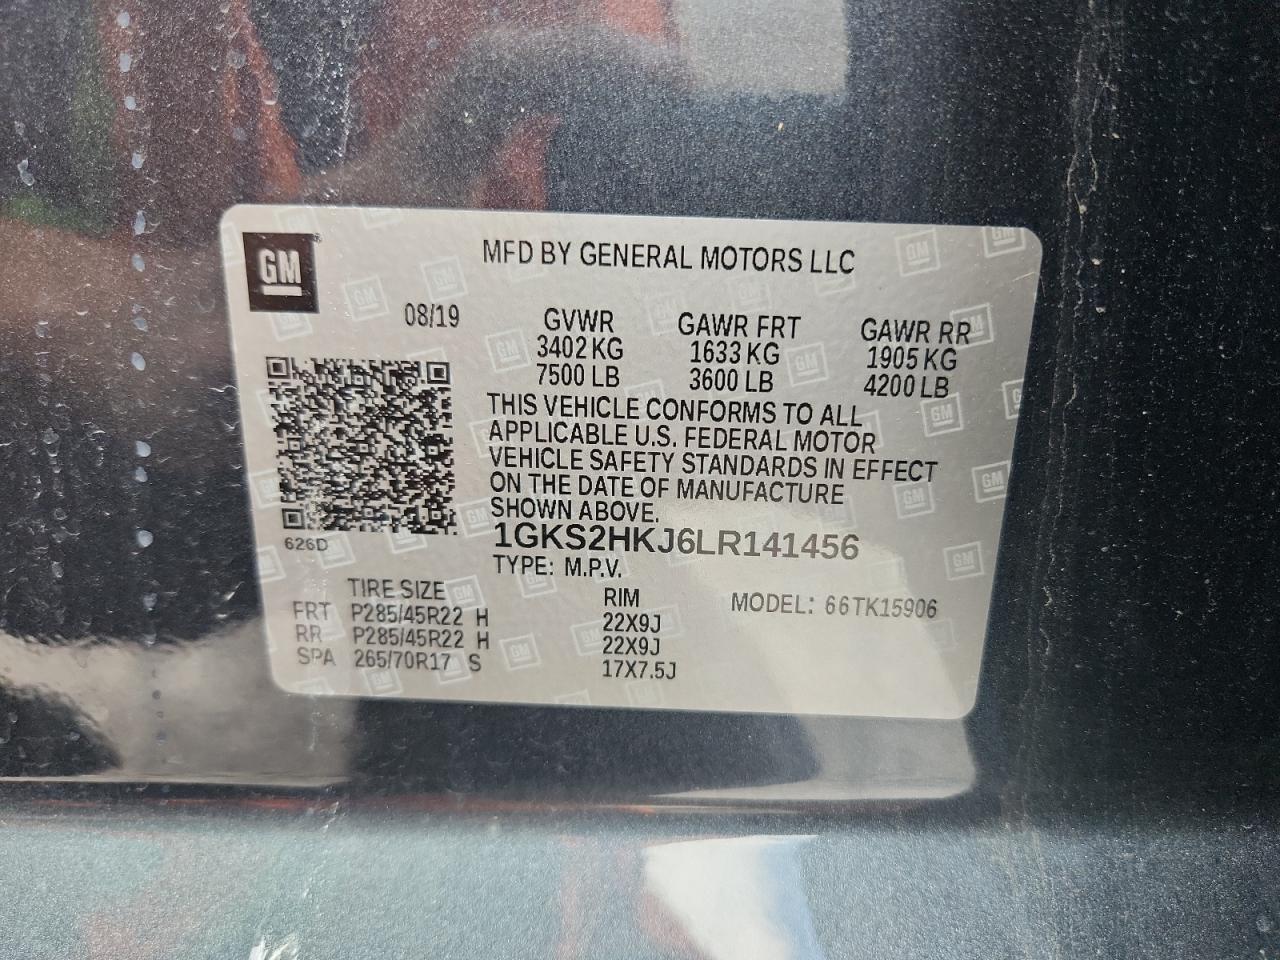 GM
MFD BY GENERAL MOTORS LLC
08/19
GVWR GAWR FRT GAWR RR
3402 KG 1633 KG 1905 KG
7500 LB 3600 LB 4200 LB
THIS VEHICLE CONFORMS TO ALL
APPLICABLE U.S. FEDERAL MOTOR
VEHICLE SAFETY STANDARDS IN EFFECT
ON THE DATE OF MANUFACTURE
SHOWN ABOVE.
626D
1GKS2HKJ6LR141456
TYPE: M.P.V.
TIRE SIZE RIM MODEL: 66TK15906
FRT P285/45R22 H 22X9J
RR P285/45R22 H 22X9J
SPA 265/70R17 S 17X7.5J